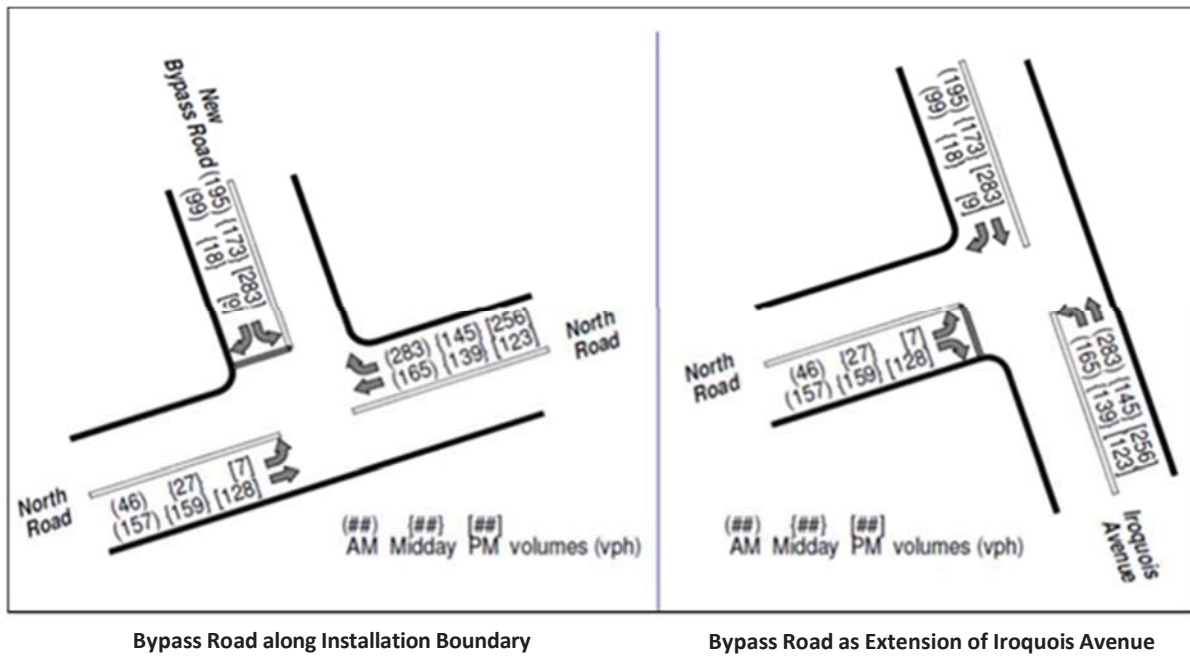 New
Bypass Road
(195) {173} [283]
(99) {18} [9]
(283) {145} [256]
(165) {139} [123]
North
Road
North
Road
(46) {27} [7]
(157) {159} [128]
(##) {##} [##]
AM Midday PM volumes (vph)
Bypass Road along Installation Boundary
(195) {173} [283]
(99) {18} [9]
North
Road
(46) {27} [7]
(157) {159} [128]
(283) {145} [256]
(165) {139} [123]
Iroquois
Avenue
(##) {##} [##]
AM Midday PM volumes (vph)
Bypass Road as Extension of Iroquois Avenue